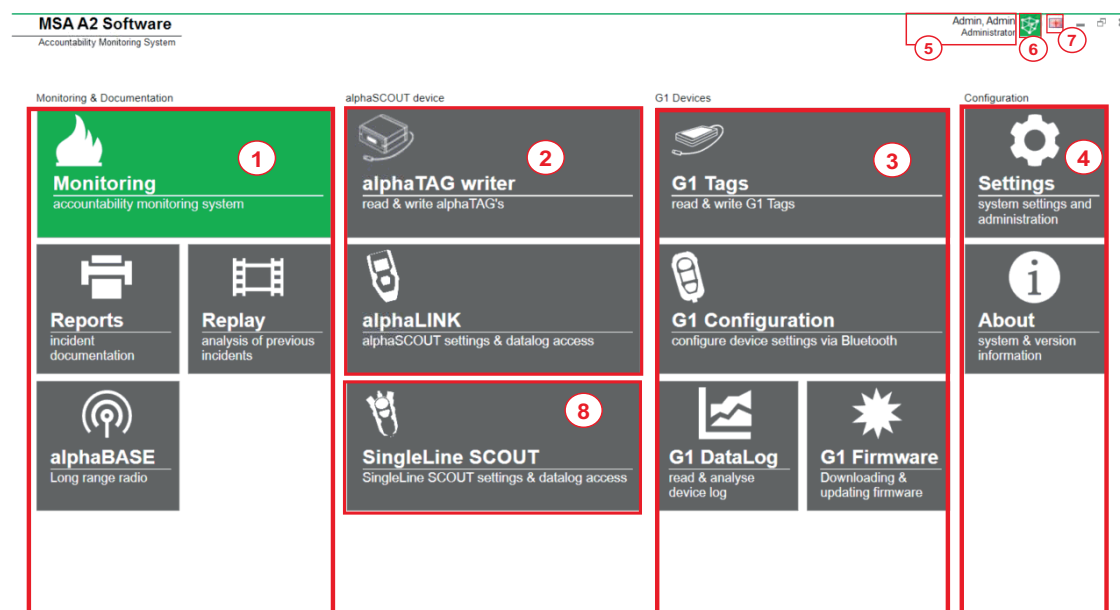 MSA A2 Software
Accountability Monitoring System
Admin, Admin
Administrator
5
6
7
Monitoring & Documentation
alphaSCOUT device
G1 Devices
Configuration
1
Monitoring
accountability monitoring system
2
alphaTAG writer
read & write alphaTAG's
3
G1 Tags
read & write G1 Tags
4
Settings
system settings and
administration
Reports
incident
documentation
Replay
analysis of previous
incidents
alphaLINK
alphaSCOUT settings & datalog access
G1 Configuration
configure device settings via Bluetooth
i
About
system & version
information
alphaBASE
Long range radio
8
SingleLine SCOUT
SingleLine SCOUT settings & datalog access
G1 DataLog
read & analyse
device log
G1 Firmware
Downloading &
updating firmware